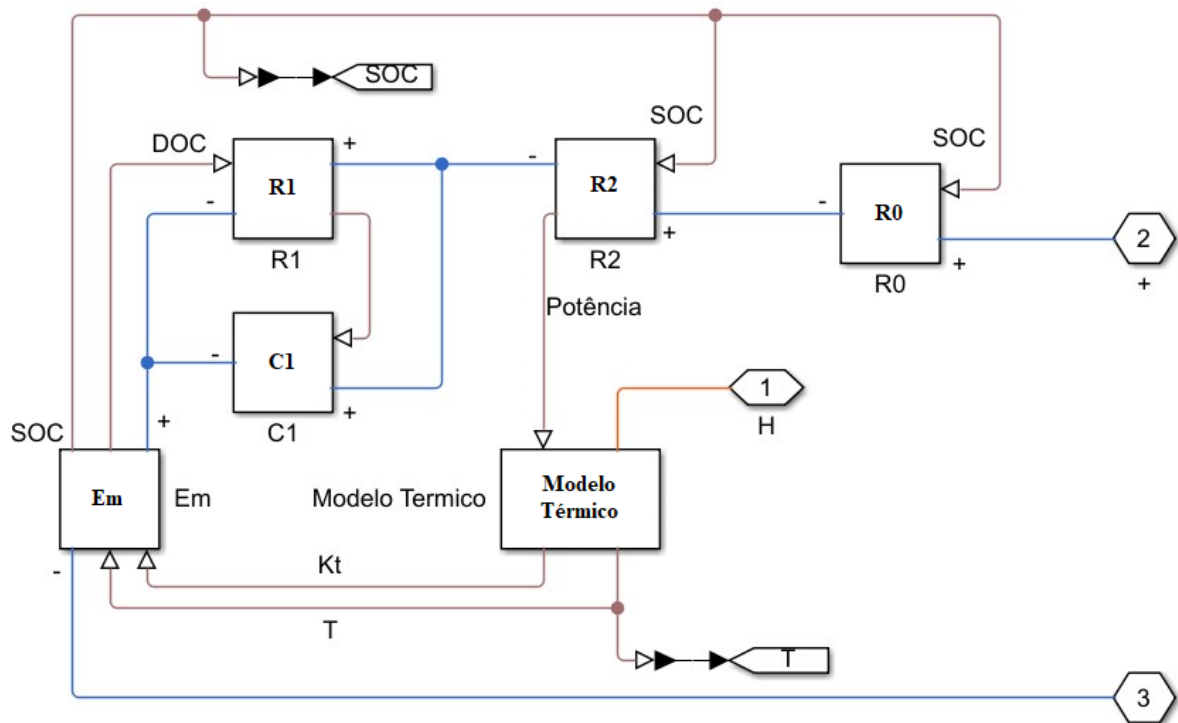 SOC
DOC
+
SOC
SOC
R1
-
R2
-
R0
-
R1
+
R2
+
R0
2
+
Potência
-
C1
+
C1
1
H
SOC
+
Em
Em
Modelo Termico
Modelo
Térmico
-
Kt
T
T
3